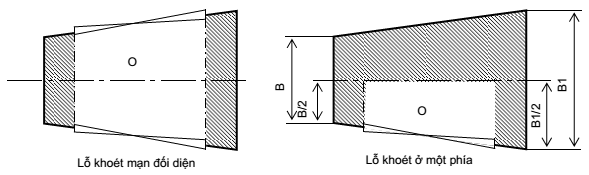 O
Lỗ khoét mạn đối diện
B
B/2
O
B1/2
B1
Lỗ khoét ở một phía